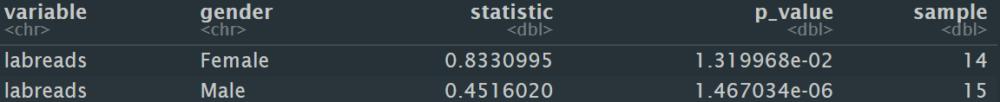 variable gender statistic p_value sample
<chr> <chr> <dbl> <dbl> <dbl>
labreads Female 0.8330995 1.319968e-02 14
labreads Male 0.4516020 1.467034e-06 15